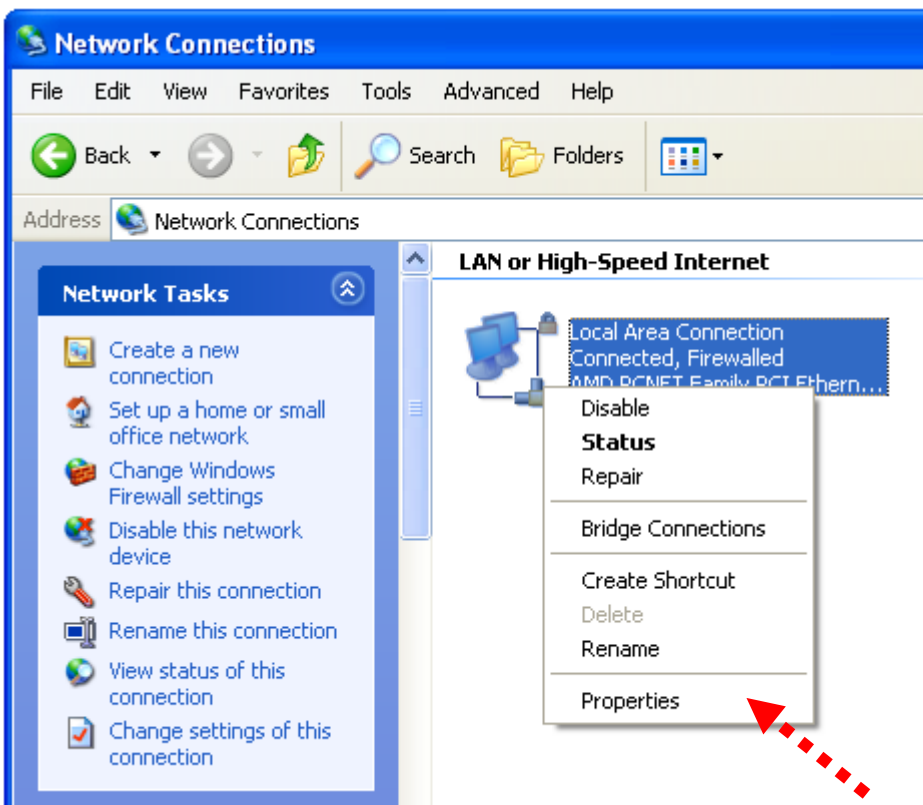 Network Connections
File Edit View Favorites Tools Advanced Help
Back Search Folders
Address Network Connections
Network Tasks
Create a new
connection
Set up a home or small
office network
Change Windows
Firewall settings
Disable this network
device
Repair this connection
Rename this connection
View status of this
connection
Change settings of this
connection
LAN or High-Speed Internet
Local Area Connection
Connected, Firewalled
AMD PCNET Family PCI Ethern...
Disable
Status
Repair
Bridge Connections
Create Shortcut
Delete
Rename
Properties